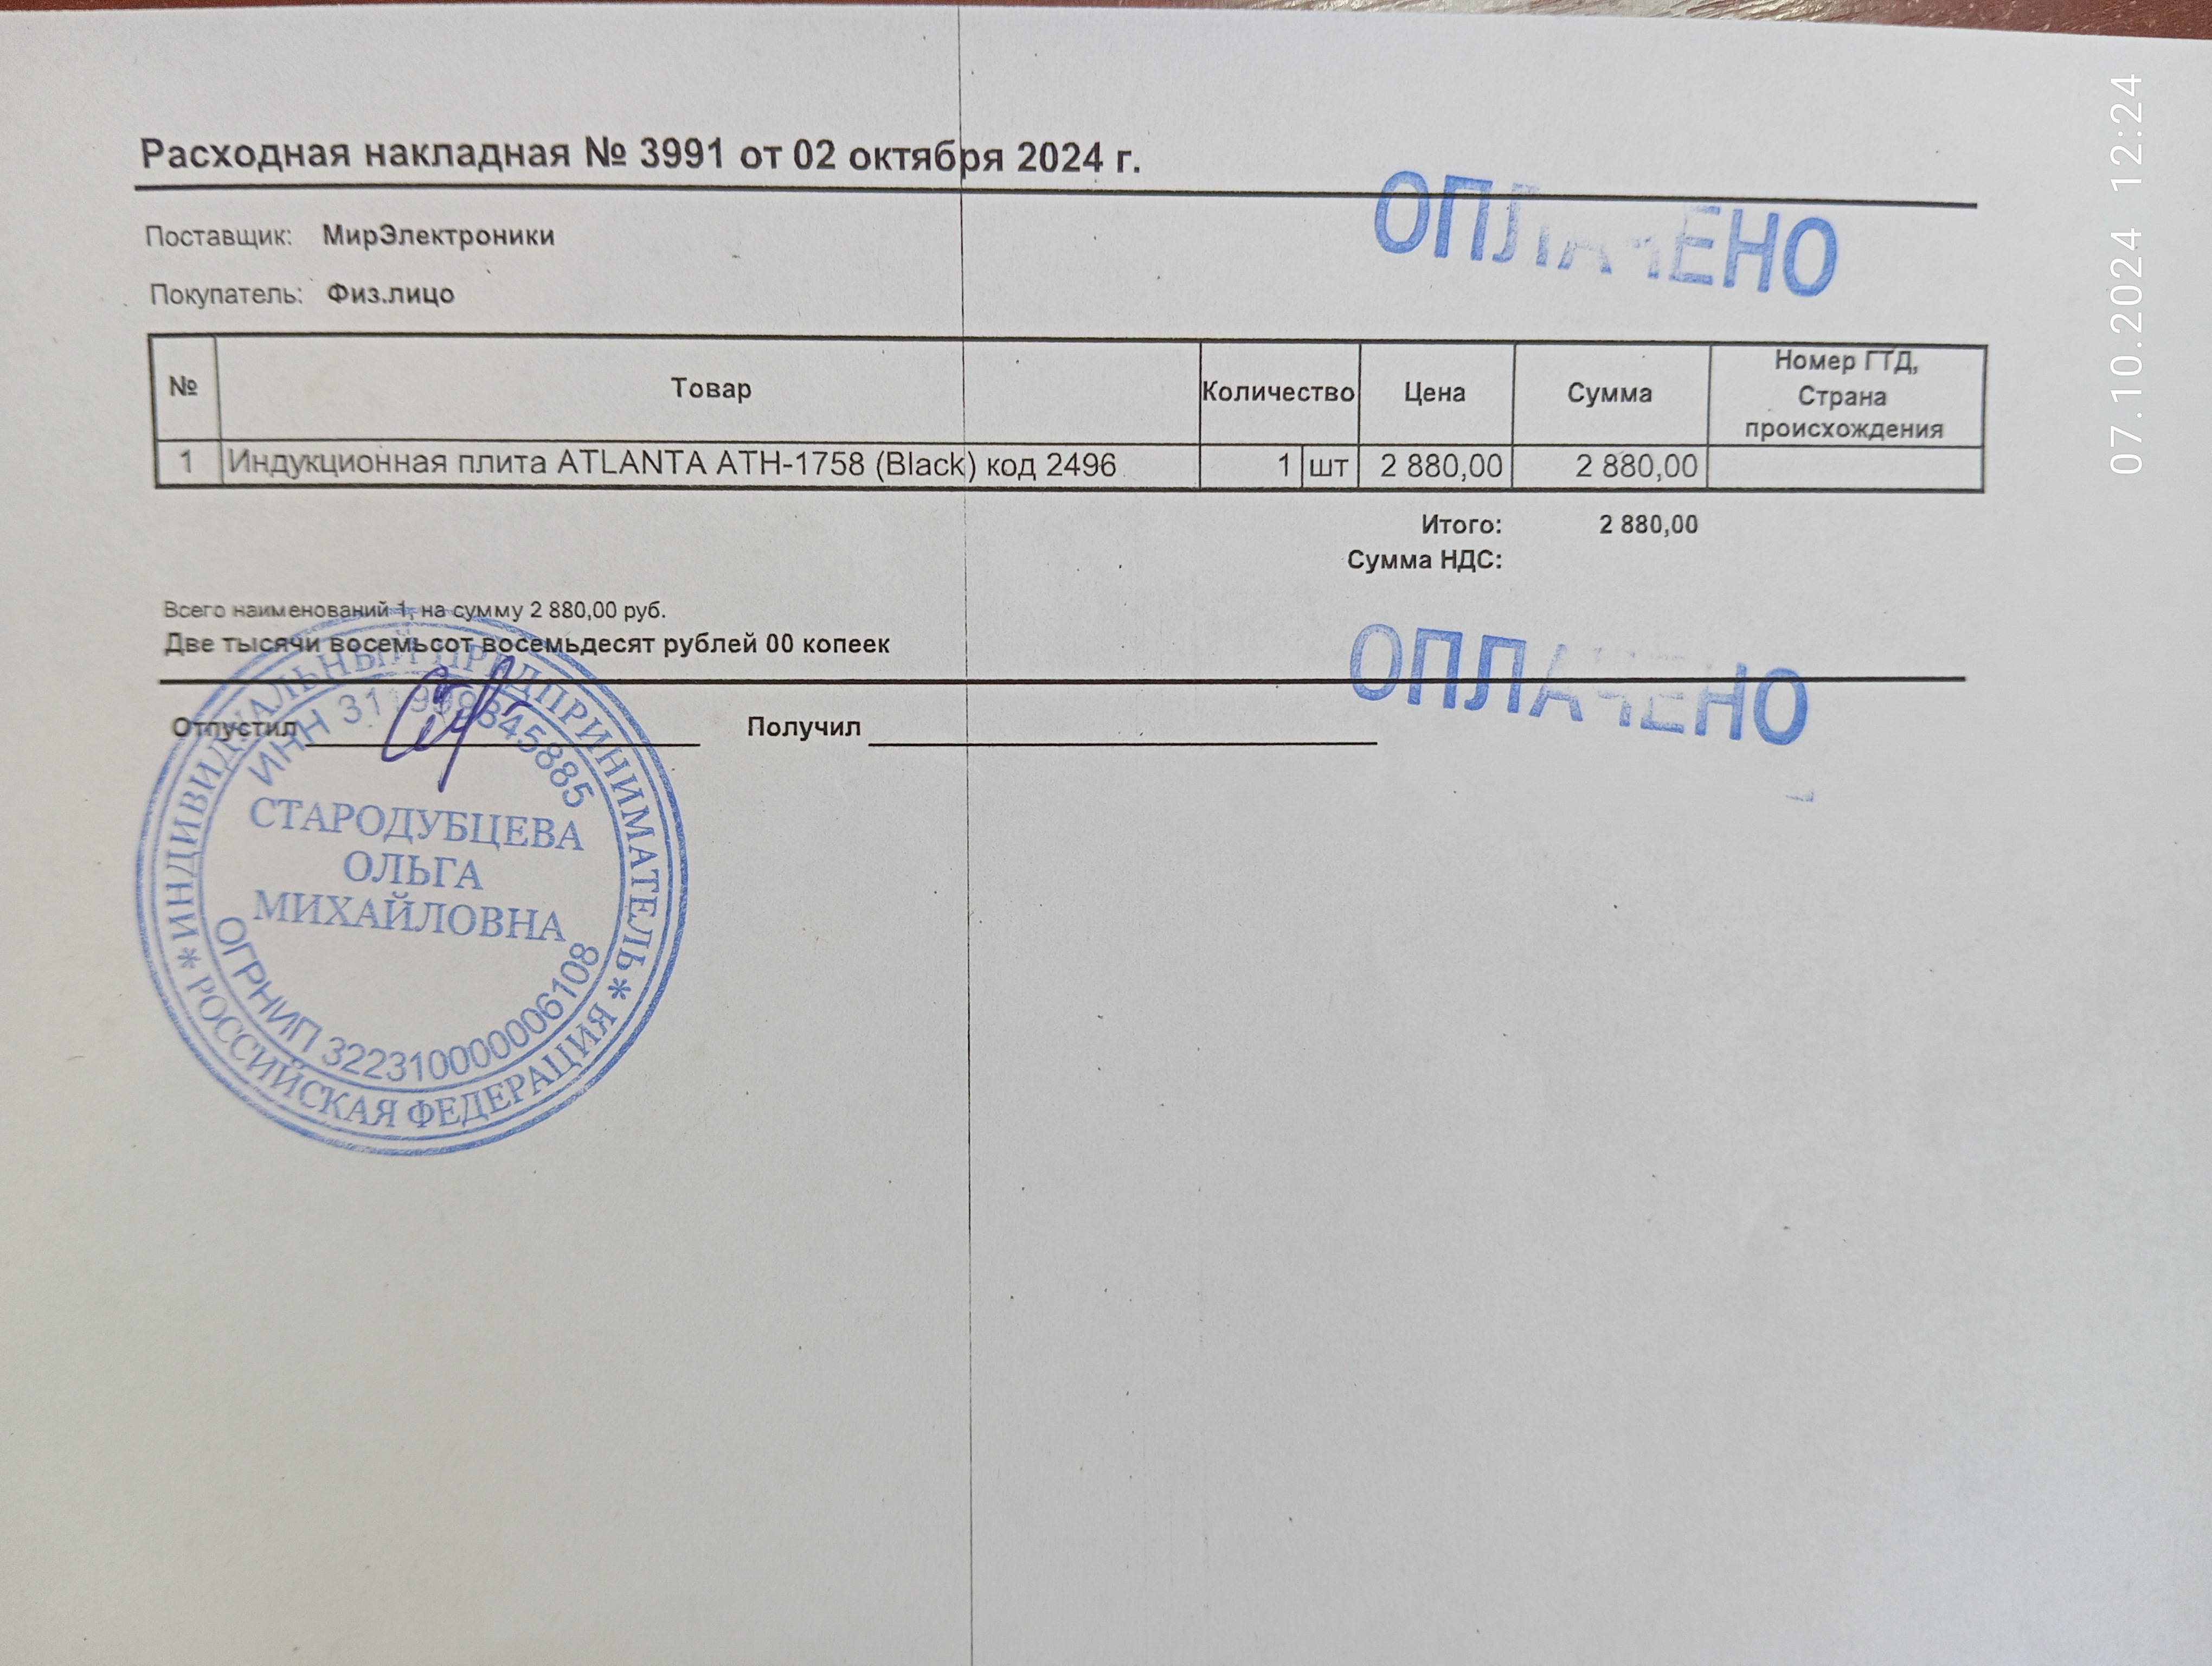 Расходная накладная № 3991 от 02 октября 2024 г.
ОПЛАЧЕНО
Поставщик: МирЭлектроники
Покупатель: Физ.лицо
№ Товар Количество Цена Сумма Номер ГТД, Страна происхождения
1 Индукционная плита ATLANTA ATH-1758 (Black) код 2496 1 шт 2 880,00 2 880,00
Итого: 2 880,00
Сумма НДС:
Всего наименований 1, на сумму 2 880,00 руб.
Две тысячи восемьсот восемьдесят рублей 00 копеек
ОПЛАЧЕНО
Отпустил Получил
* ИНДИВИДУАЛЬНЫЙ ПРЕДПРИНИМАТЕЛЬ *
РОССИЙСКАЯ ФЕДЕРАЦИЯ
ИНН
СТАРОДУБЦЕВА
ОЛЬГА
МИХАЙЛОВНА
ОГРНИП 322310000006108
07.10.2024 12:24